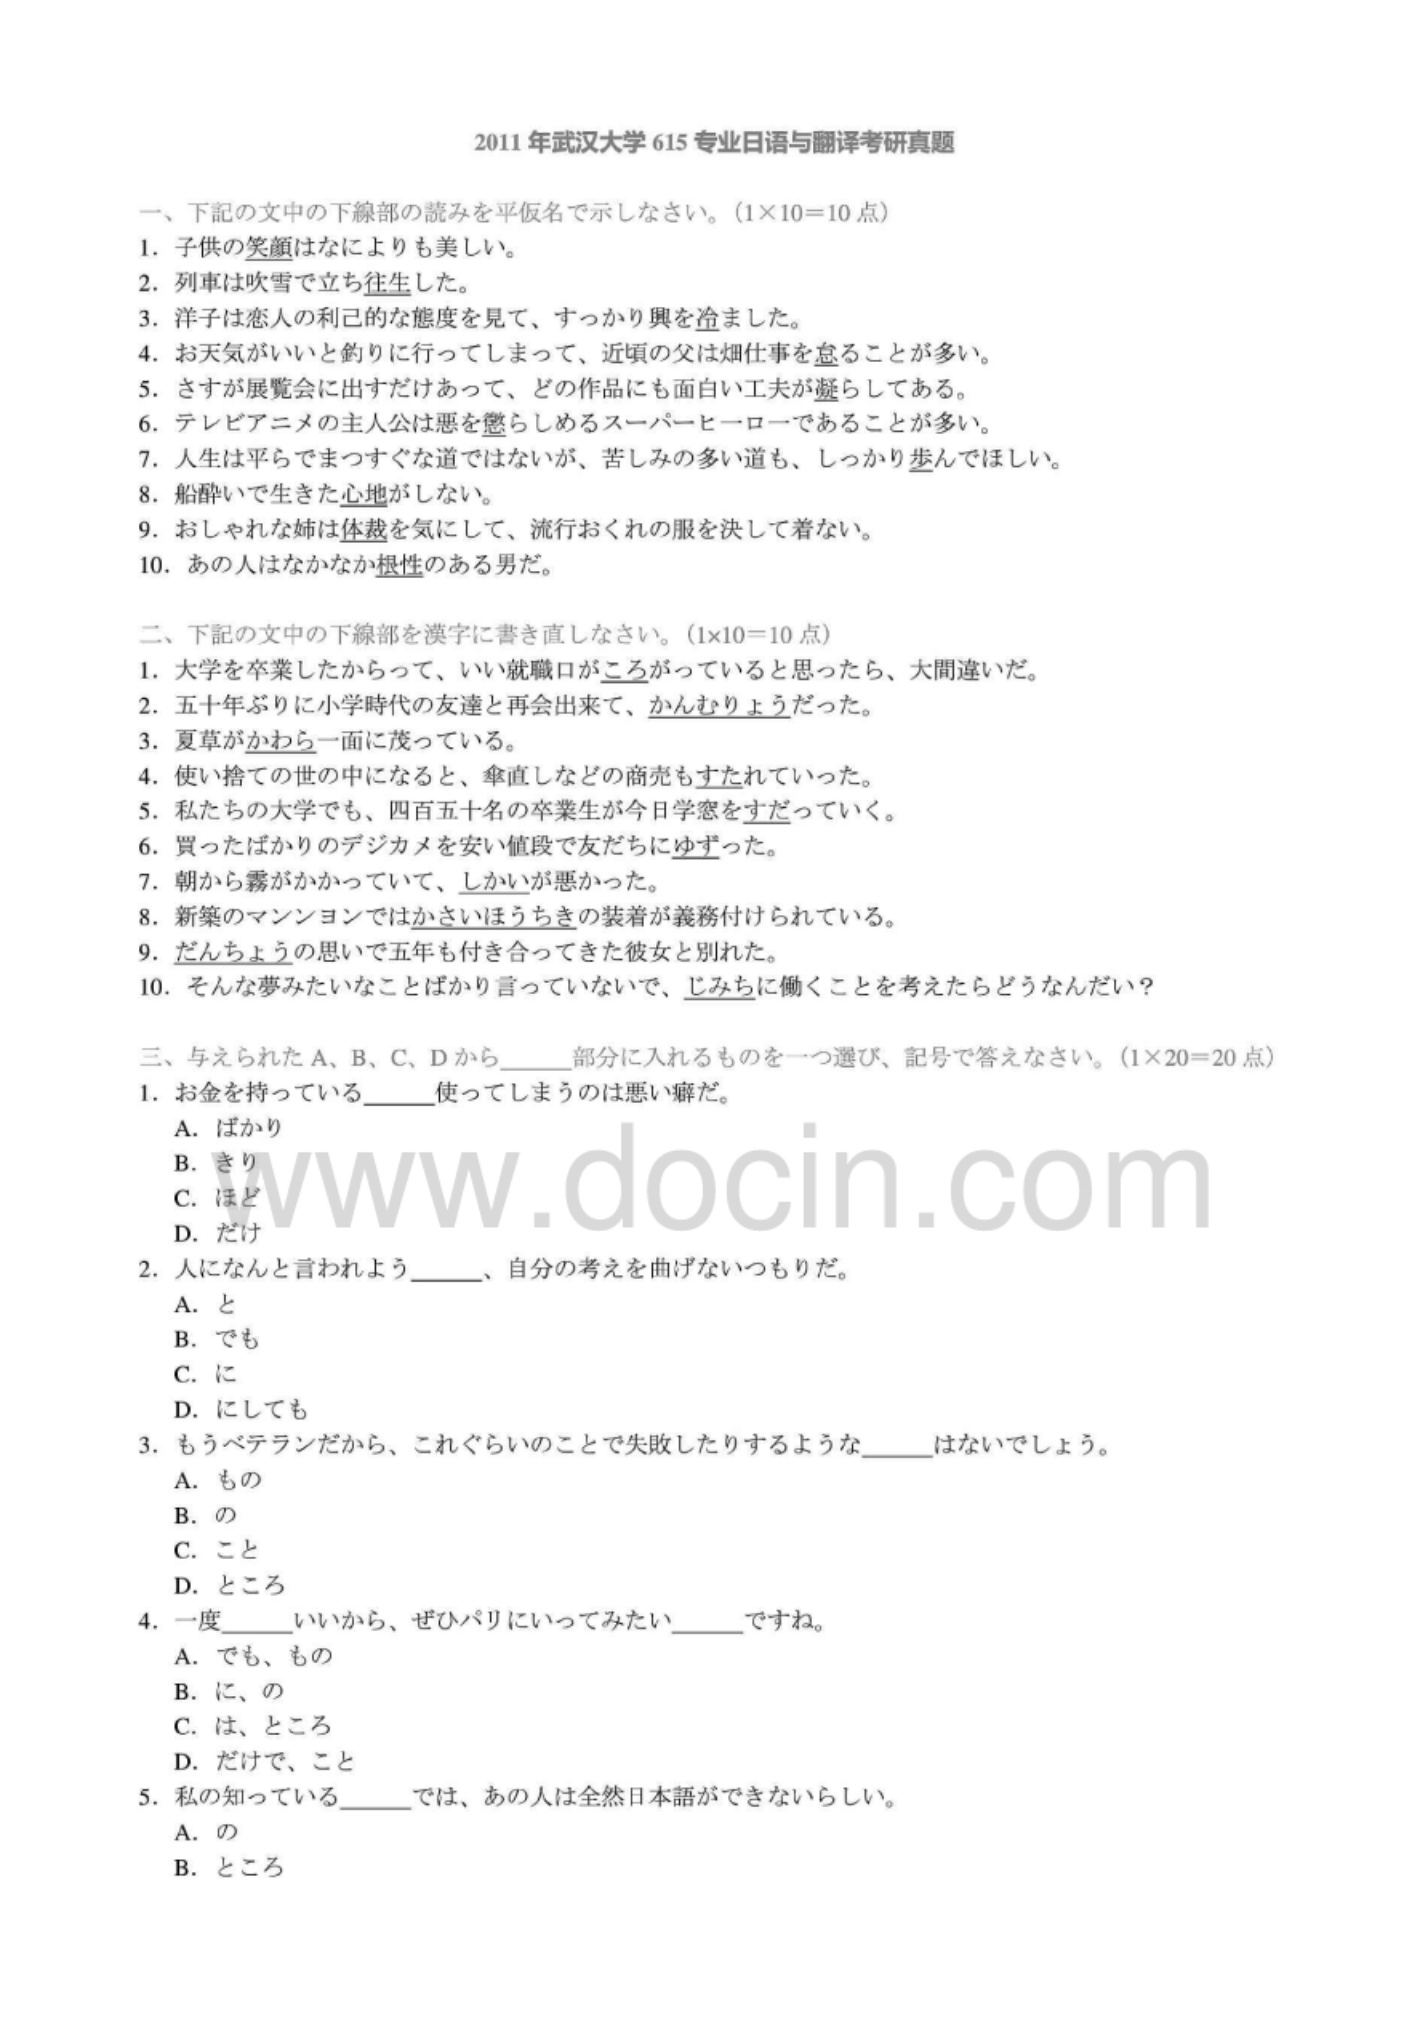 2011 年武汉大学 615 专业日语与翻译考研真题
一、下記の文中の下線部の読みを平仮名で示しなさい。（1×10＝10 点）
1．子供の笑顔はなによりも美しい。
2．列車は吹雪で立ち往生した。
3．洋子は恋人の利己的な態度を見て、すっかり興を冷ました。
4．お天気がいいと釣りに行ってしまって、近頃の父は畑仕事を怠ることが多い。
5．さすが展覧会に出すだけあって、どの作品にも面白い工夫が凝らしてある。
6．テレビアニメの主人公は悪を懲らしめるスーパーヒーローであることが多い。
7．人生は平らでまつすぐな道ではないが、苦しみの多い道も、しっかり歩んでほしい。
8．船酔いで生きた心地がしない。
9．おしゃれな姉は体裁を気にして、流行おくれの服を決して着ない。
10．あの人はなかなか根性のある男だ。
二、下記の文中の下線部を漢字に書き直しなさい。（1×10＝10 点）
1．大学を卒業したからって、いい就職口がころがっていると思ったら、大間違いだ。
2．五十年ぶりに小学時代の友達と再会出来て、かんむりょうだった。
3．夏草がかわら一面に茂っている。
4．使い捨ての世の中になると、傘直しなどの商売もすたれていった。
5．私たちの大学でも、四百五十名の卒業生が今日学窓をすだっていく。
6．買ったばかりのデジカメを安い値段で友だちにゆずった。
7．朝から霧がかかっていて、しかいが悪かった。
8．新築のマンンヨンではかさいほうちきの装着が義務付けられている。
9．だんちょうの思いで五年も付き合ってきた彼女と別れた。
10．そんな夢みたいなことばかり言っていないで、じみちに働くことを考えたらどうなんだい？
三、与えられた A、B、C、D から______部分に入れるものを一つ選び、記号で答えなさい。（1×20＝20 点）
1．お金を持っている______使ってしまうのは悪い癖だ。
A．ばかり
B．きり
C．ほど
D．だけ
www.docin.com
2．人になんと言われよう______、自分の考えを曲げないつもりだ。
A．と
B．でも
C．に
D．にしても
3．もうベテランだから、これぐらいのことで失敗したりするような______はないでしょう。
A．もの
B．の
C．こと
D．ところ
4．一度______いいから、ぜひパリにいってみたい______ですね。
A．でも、もの
B．に、の
C．は、ところ
D．だけで、こと
5．私の知っている______では、あの人は全然日本語ができないらしい。
A．の
B．ところ